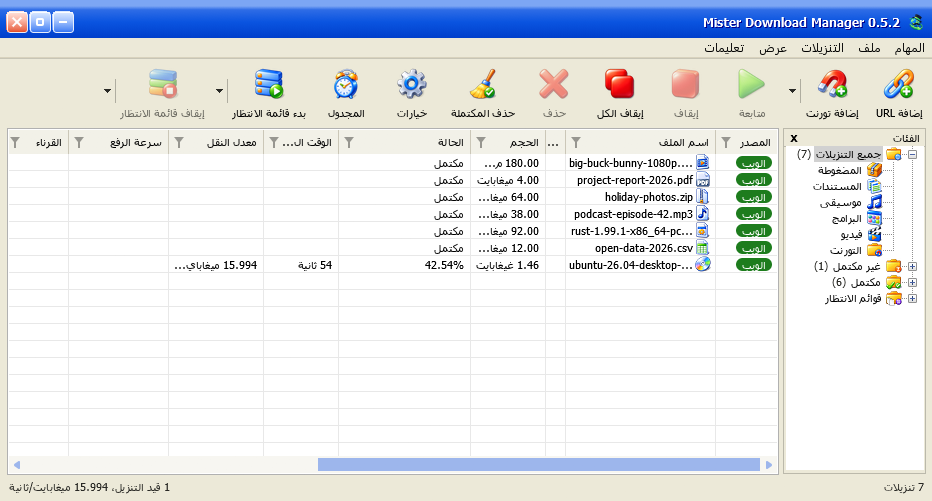 Mister Download Manager 0.5.2
المهام ملف التنزيلات عرض تعليمات
إضافة URL إضافة تورنت متابعة إيقاف إيقاف الكل حذف حذف المكتملة خيارات المجدول بدء قائمة الانتظار إيقاف قائمة الانتظار
الفئات x
جميع التنزيلات (7)
المضغوطة
المستندات
موسيقى
البرامج
فيديو
التورنت
غير مكتمل (1)
مكتمل (6)
قوائم الانتظار
المصدر اسم الملف ... الحجم الحالة الوقت ال... معدل النقل سرعة الرفع القرناء
الويب big-buck-bunny-1080p.... 180.00 م... مكتمل
الويب project-report-2026.pdf 4.00 ميغابايت مكتمل
الويب holiday-photos.zip 64.00 ميغا... مكتمل
الويب podcast-episode-42.mp3 38.00 ميغا... مكتمل
الويب rust-1.99.1-x86_64-pc... 92.00 ميغا... مكتمل
الويب open-data-2026.csv 12.00 ميغا... مكتمل
الويب ubuntu-26.04-desktop-... 1.46 غيغابايت 42.54% 54 ثانية 15.994 ميغاباي...
7 تنزيلات
1 قيد التنزيل، 15.994 ميغابايت/ثانية